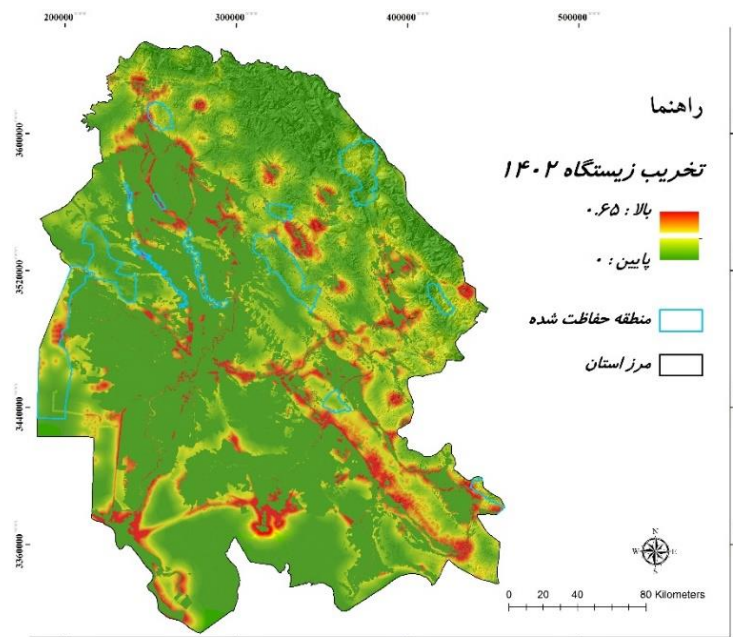 200000
300000
400000
500000
3600000
3520000
3440000
3360000
راهنما
تخریب زیستگاه ۱۴۰۲
بالا : ۰.۶۵
پایین : ۰
منطقه حفاظت شده
مرز استان
N
W E
S
0 20 40 80 Kilometers